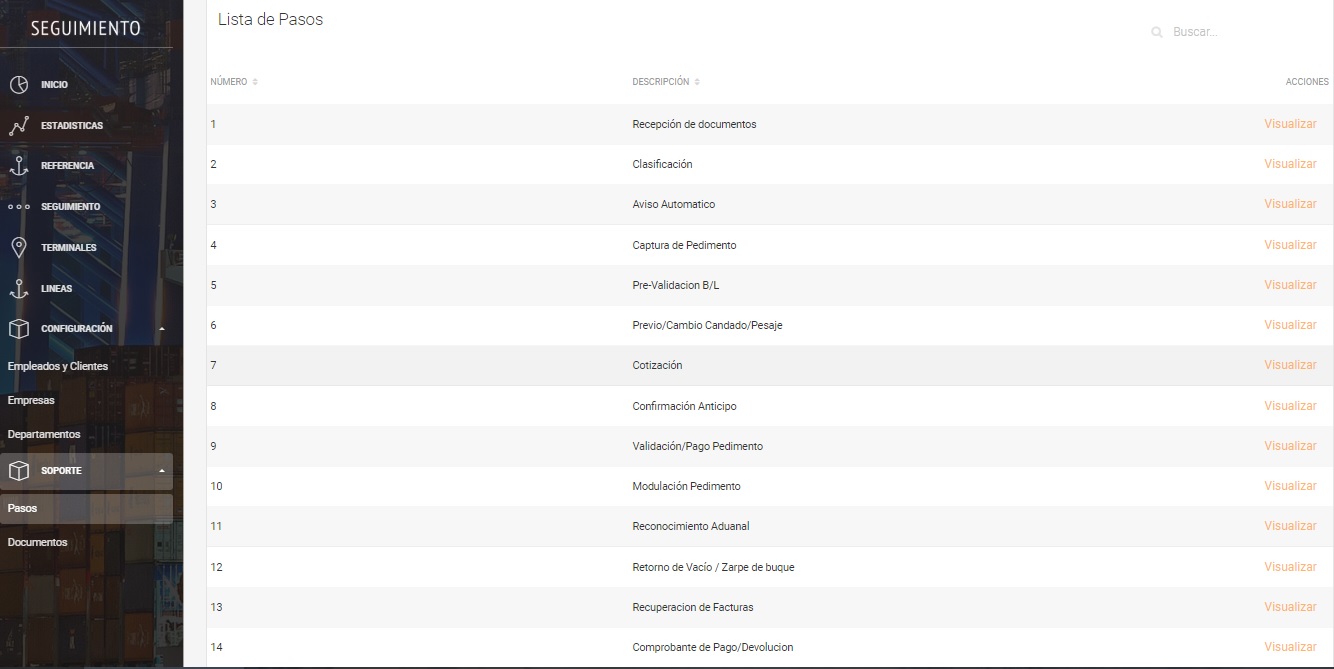 SEGUIMIENTO
INICIO
ESTADISTICAS
REFERENCIA
SEGUIMIENTO
TERMINALES
LINEAS
CONFIGURACIÓN
Empleados y Clientes
Empresas
Departamentos
SOPORTE
Pasos
Documentos
Lista de Pasos
Buscar...
NÚMERO DESCRIPCIÓN ACCIONES
1 Recepción de documentos Visualizar
2 Clasificación Visualizar
3 Aviso Automatico Visualizar
4 Captura de Pedimento Visualizar
5 Pre-Validacion B/L Visualizar
6 Previo/Cambio Candado/Pesaje Visualizar
7 Cotización Visualizar
8 Confirmación Anticipo Visualizar
9 Validación/Pago Pedimento Visualizar
10 Modulación Pedimento Visualizar
11 Reconocimiento Aduanal Visualizar
12 Retorno de Vacío / Zarpe de buque Visualizar
13 Recuperacion de Facturas Visualizar
14 Comprobante de Pago/Devolucion Visualizar